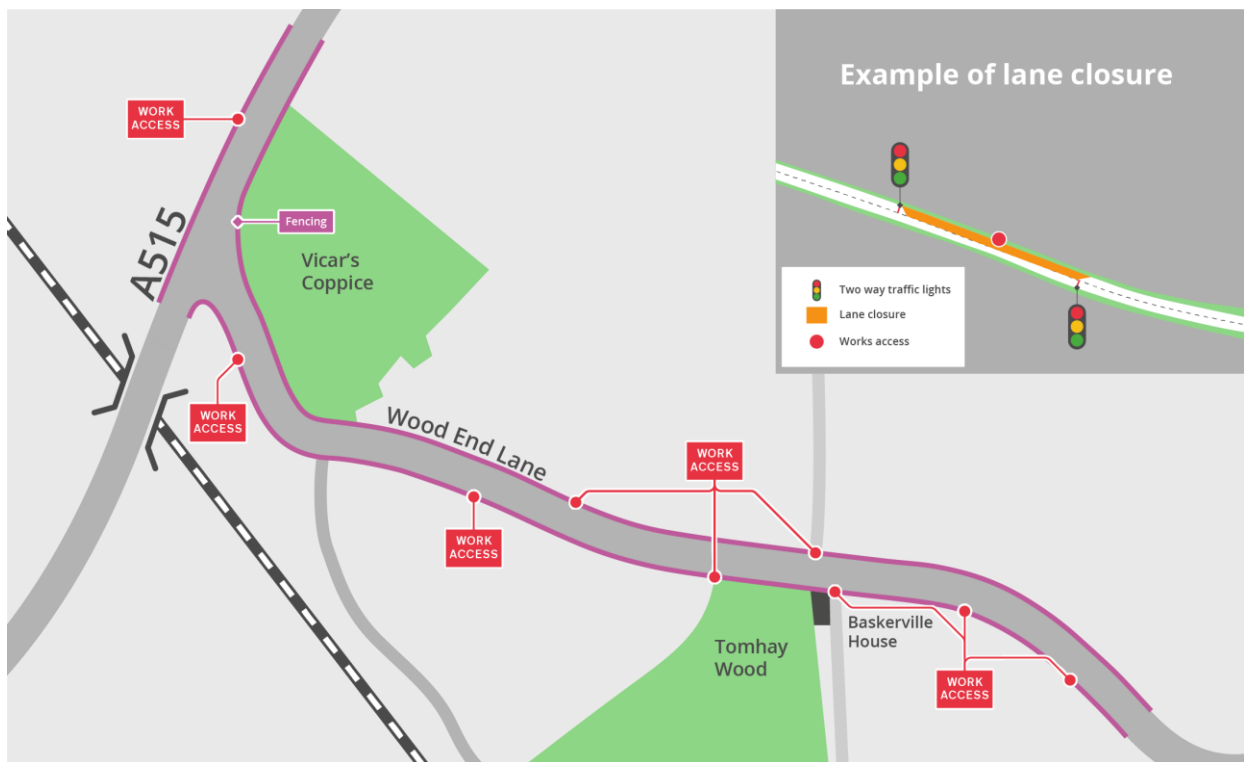 Example of lane closure
WORK
ACCESS
A515
Fencing
Vicar's
Coppice
Two way traffic lights
Lane closure
Works access
WORK
ACCESS
Wood End Lane
WORK
ACCESS
WORK
ACCESS
Baskerville
House
Tomhay
Wood
WORK
ACCESS